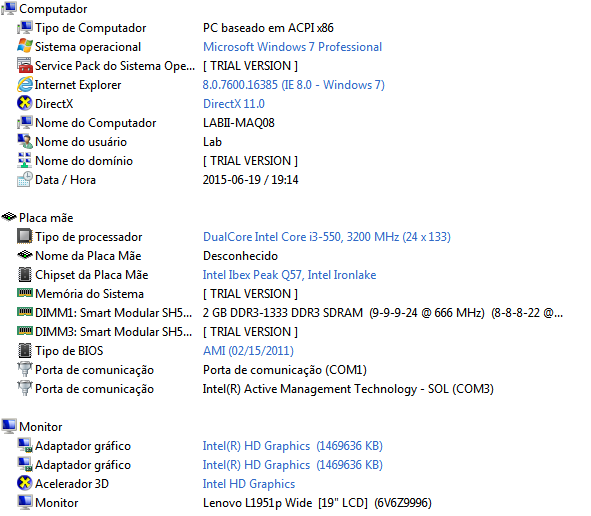 Computador
Tipo de Computador PC baseado em ACPI x86
Sistema operacional Microsoft Windows 7 Professional
Service Pack do Sistema Ope... [ TRIAL VERSION ]
Internet Explorer 8.0.7600.16385 (IE 8.0 - Windows 7)
DirectX DirectX 11.0
Nome do Computador LABII-MAQ08
Nome do usuário Lab
Nome do domínio [ TRIAL VERSION ]
Data / Hora 2015-06-19 / 19:14
Placa mãe
Tipo de processador DualCore Intel Core i3-550, 3200 MHz (24 x 133)
Nome da Placa Mãe Desconhecido
Chipset da Placa Mãe Intel Ibex Peak Q57, Intel Ironlake
Memória do Sistema [ TRIAL VERSION ]
DIMM1: Smart Modular SH5... 2 GB DDR3-1333 DDR3 SDRAM (9-9-9-24 @ 666 MHz) (8-8-8-22 @...
DIMM3: Smart Modular SH5... [ TRIAL VERSION ]
Tipo de BIOS AMI (02/15/2011)
Porta de comunicação Porta de comunicação (COM1)
Porta de comunicação Intel(R) Active Management Technology - SOL (COM3)
Monitor
Adaptador gráfico Intel(R) HD Graphics (1469636 KB)
Adaptador gráfico Intel(R) HD Graphics (1469636 KB)
Acelerador 3D Intel HD Graphics
Monitor Lenovo L1951p Wide [19" LCD] (6V6Z9996)